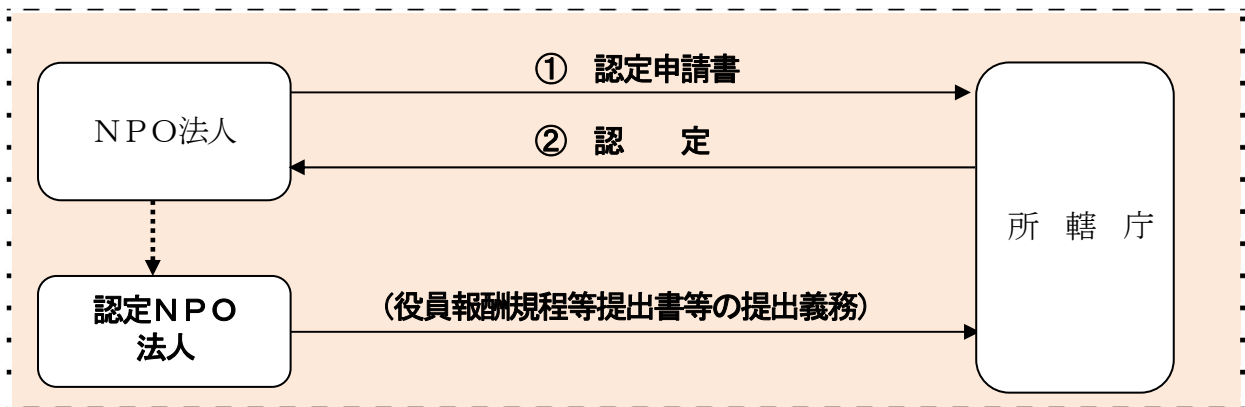 ① 認定申請書
ＮＰＯ法人
② 認　　定
所　轄　庁
認定ＮＰＯ
法人
(役員報酬規程等提出書等の提出義務)